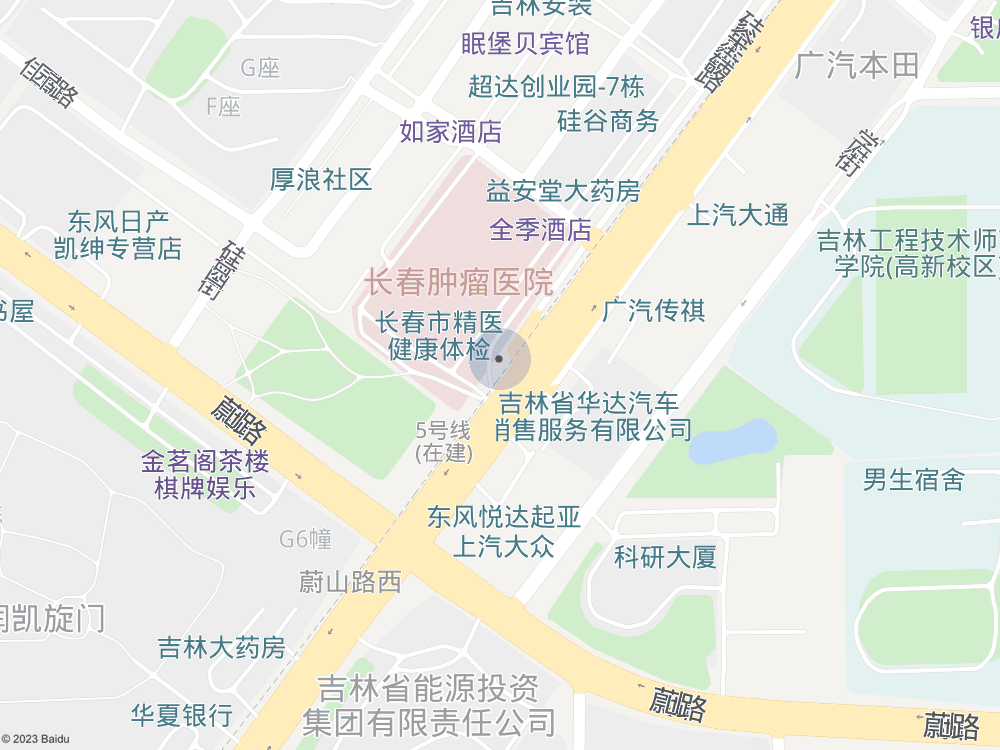 吉林安装
眠堡贝宾馆
广汽本田
G座
F座
超达创业园-7栋
硅谷商务
如家酒店
厚浪社区
益安堂大药房
全季酒店
上汽大通
东风日产
凯绅专营店
吉林工程技术师
学院(高新校区)
长春肿瘤医院
书屋
长春市精医
健康体检
广汽传祺
蔚山路
吉林省华达汽车
销售服务有限公司
5号线
(在建)
金茗阁茶楼
棋牌娱乐
男生宿舍
东风悦达起亚
上汽大众
G6幢
科研大厦
蔚山路西
凯旋门
吉林大药房
吉林省能源投资
集团有限责任公司
华夏银行
蔚山路
蔚山路
© 2023 Baidu